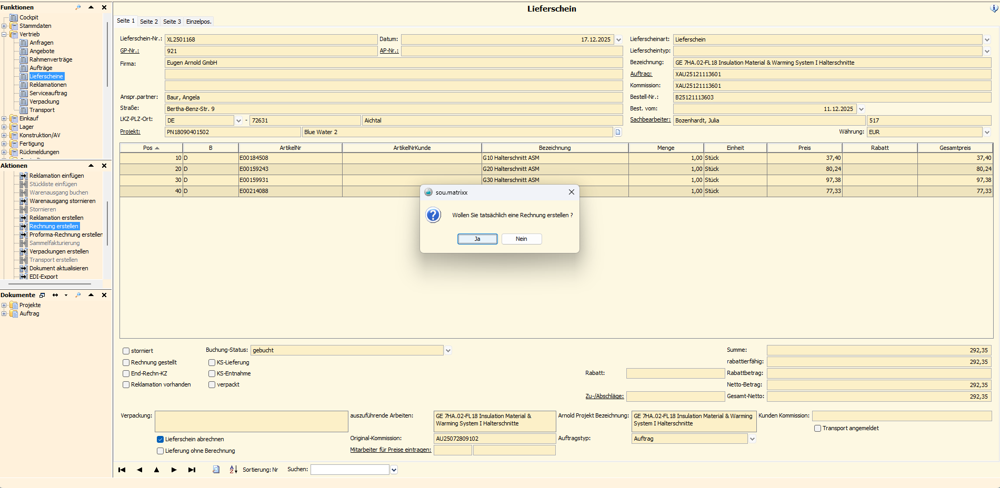 Funktionen
Cockpit
Stammdaten
Vertrieb
Anfragen
Angebote
Rahmenverträge
Aufträge
Lieferscheine
Reklamationen
Serviceauftrag
Verpackung
Transport
Einkauf
Lager
Konstruktion/AV
Fertigung
Rückmeldungen
Aktionen
Reklamation einfügen
Stückliste einfügen
Warenausgang buchen
Warenausgang stornieren
Stornieren
Reklamation erstellen
Rechnung erstellen
Proforma-Rechnung erstellen
Sammelfakturierung
Verpackungen erstellen
Transport erstellen
Dokument aktualisieren
EDI-Export
Dokumente
Projekte
Auftrag
Lieferschein
Seite 1 Seite 2 Seite 3 Einzelpos.
Lieferschein-Nr.: XL2501168 Datum: 17.12.2025 Lieferscheinart: Lieferschein
GP-Nr.: 921 AP-Nr.: Lieferscheintyp:
Firma: Eugen Arnold GmbH Bezeichnung: GE 7HA.02-FL18 Insulation Material & Warming System I Halterschnitte
Auftrag: XAU25121113601
Kommission: XAU25121113601
Anspr.partner: Baur, Angela Bestell-Nr.: B25121113603
Straße: Bertha-Benz-Str. 9 Best. vom: 11.12.2025
LKZ-PLZ-Ort: DE - 72631 Aichtal Sachbearbeiter: Bozenhardt, Julia 517
Projekt: PN18090401502 Blue Water 2 Währung: EUR
Pos B ArtikelNr ArtikelNrKunde Bezeichnung Menge Einheit Preis Rabatt Gesamtpreis
10 D E00184508 G10 Halterschnitt ASM 1,00 Stück 37,40 37,40
20 D E00159243 G20 Halterschnitt ASM 1,00 Stück 80,24 80,24
30 D E00159931 G30 Halterschnitt ASM 1,00 Stück 97,38 97,38
40 D E00214088 1,00 Stück 77,33 77,33
sou.matrixx
Wollen Sie tatsächlich eine Rechnung erstellen ?
Ja Nein
storniert Buchung-Status: gebucht Summe: 292,35
Rechnung gestellt KS-Lieferung rabattierfähig: 292,35
End-Rechn-KZ KS-Entnahme Rabatt: Rabattbetrag:
Reklamation vorhanden verpackt Netto-Betrag: 292,35
Zu-/Abschläge: Gesamt-Netto: 292,35
Verpackung: auszuführende Arbeiten: GE 7HA.02-FL18 Insulation Material & Arnold Projekt Bezeichnung: GE 7HA.02-FL18 Insulation Material & Warming Kunden Kommission:
Warming System I Halterschnitte System I Halterschnitte Transport angemeldet
Lieferschein abrechnen Original-Kommission: AU25072809102 Auftragstyp: Auftrag
Lieferung ohne Berechnung Mitarbeiter für Preise eintragen:
Sortierung: Nr Suchen: